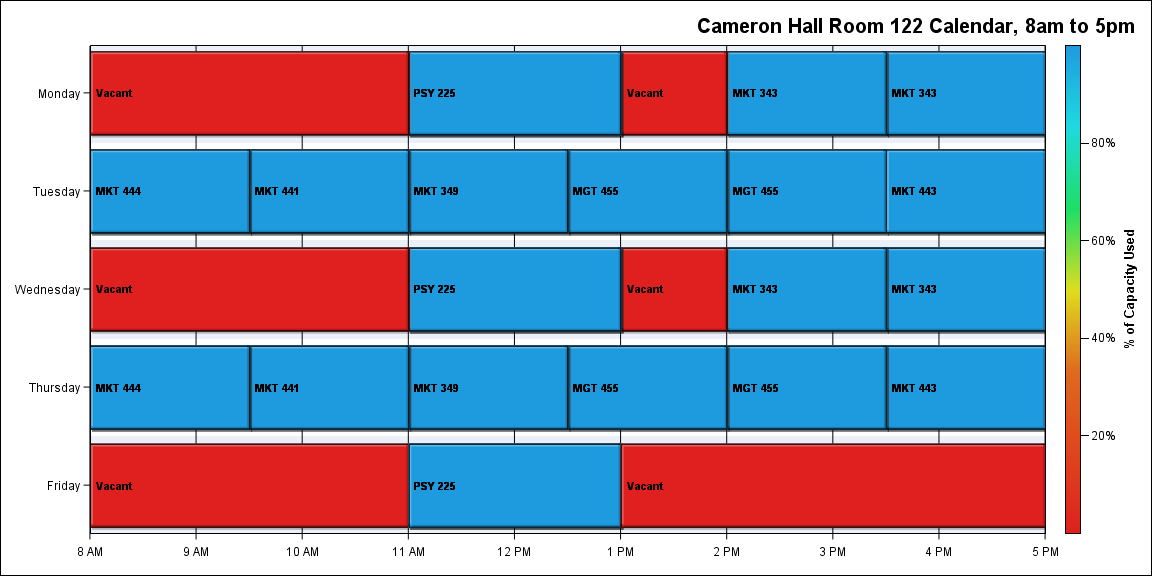 Cameron Hall Room 122 Calendar, 8am to 5pm
Monday
Vacant
PSY 225
Vacant
MKT 343
MKT 343
Tuesday
MKT 444
MKT 441
MKT 349
MGT 455
MGT 455
MKT 443
Wednesday
Vacant
PSY 225
Vacant
MKT 343
MKT 343
Thursday
MKT 444
MKT 441
MKT 349
MGT 455
MGT 455
MKT 443
Friday
Vacant
PSY 225
Vacant
8 AM
9 AM
10 AM
11 AM
12 PM
1 PM
2 PM
3 PM
4 PM
5 PM
80%
60%
40%
20%
% of Capacity Used